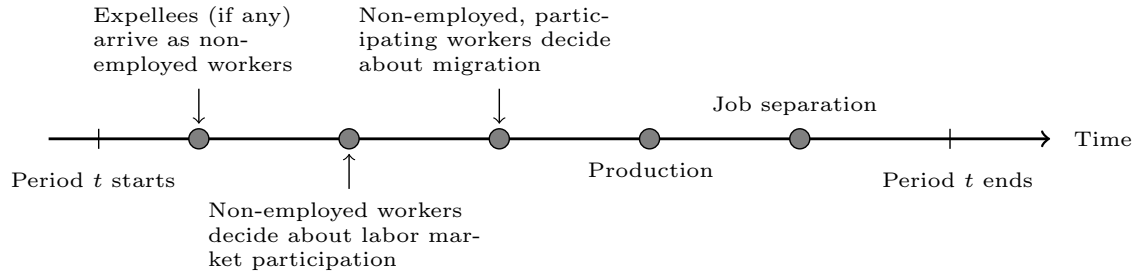 Expellees (if any)
arrive as non-
employed workers
Non-employed, partic-
ipating workers decide
about migration
Job separation
Time
Production
Period t starts
Period t ends
Non-employed workers
decide about labor mar-
ket participation